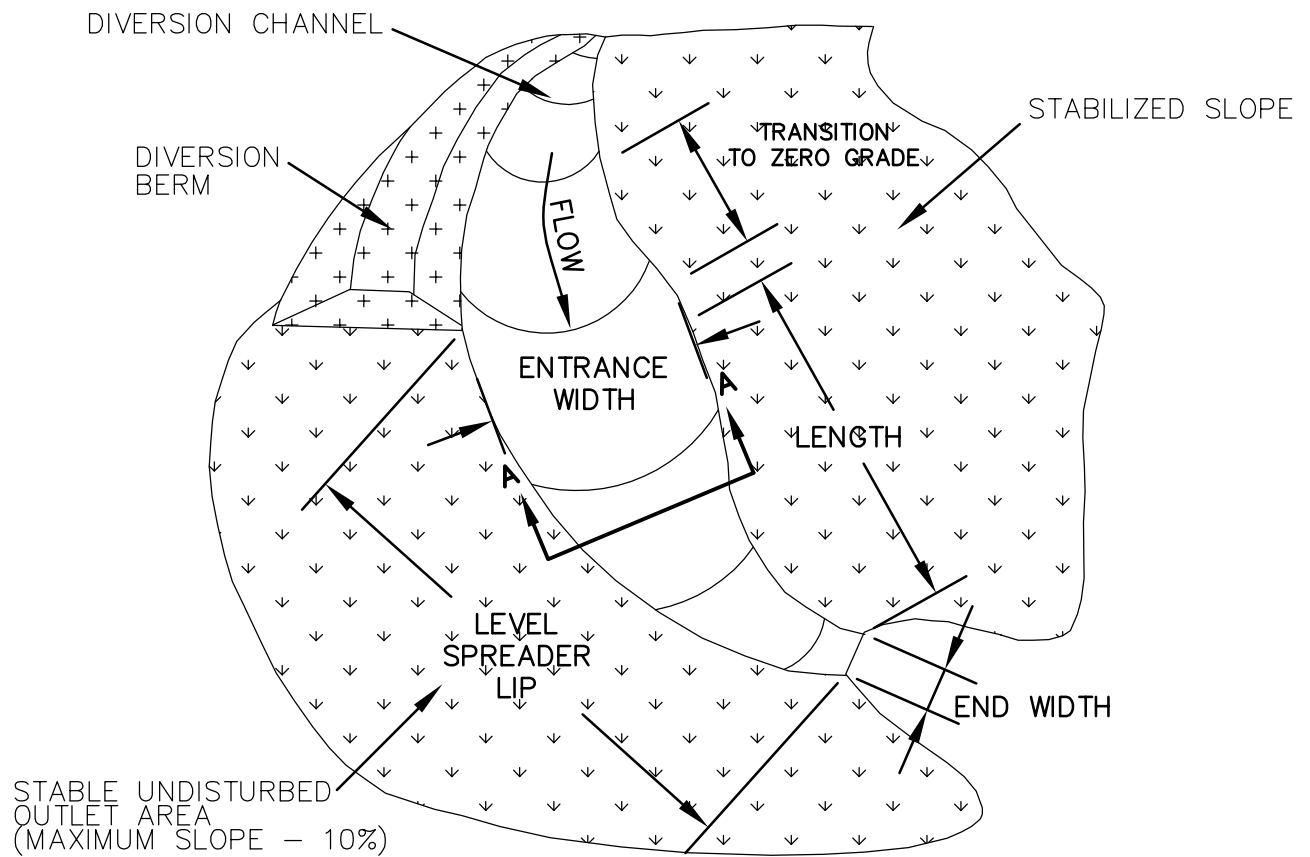 DIVERSION CHANNEL
STABILIZED SLOPE
TRANSITION
TO ZERO GRADE
DIVERSION
BERM
FLOW
ENTRANCE
WIDTH
A
LENGTH
A
LEVEL
SPREADER
LIP
END WIDTH
STABLE UNDISTURBED
OUTLET AREA
(MAXIMUM SLOPE – 10%)